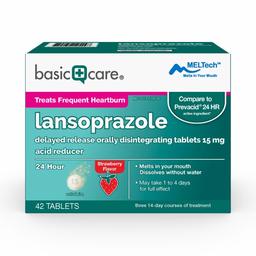 basic care®
MELTech™
Melts In Your Mouth
Treats Frequent Heartburn
Compare to
Prevacid® 24 HR
active ingredient*
lansoprazole
delayed release orally disintegrating tablets 15 mg
acid reducer
24 Hour
Strawberry
Flavor
• Melts in your mouth
Dissolves without water
• May take 1 to 4 days
for full effect
42 TABLETS
three 14-day courses of treatment